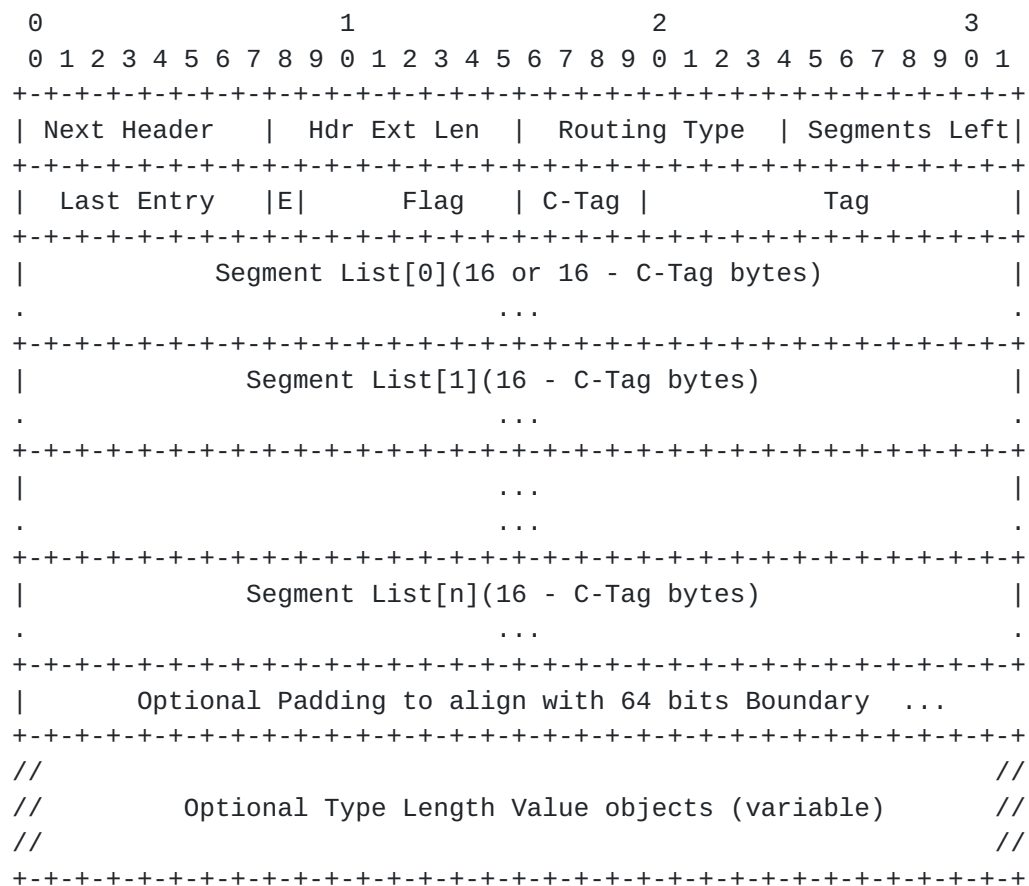 0                   1                   2                   3
 0 1 2 3 4 5 6 7 8 9 0 1 2 3 4 5 6 7 8 9 0 1 2 3 4 5 6 7 8 9 0 1
+-+-+-+-+-+-+-+-+-+-+-+-+-+-+-+-+-+-+-+-+-+-+-+-+-+-+-+-+-+-+-+-+
| Next Header   |  Hdr Ext Len  |  Routing Type  | Segments Left|
+-+-+-+-+-+-+-+-+-+-+-+-+-+-+-+-+-+-+-+-+-+-+-+-+-+-+-+-+-+-+-+-+
|  Last Entry   |E|      Flag   | C-Tag |           Tag         |
+-+-+-+-+-+-+-+-+-+-+-+-+-+-+-+-+-+-+-+-+-+-+-+-+-+-+-+-+-+-+-+-+
|            Segment List[0](16 or 16 - C-Tag bytes)            |
.                              ...                              .
+-+-+-+-+-+-+-+-+-+-+-+-+-+-+-+-+-+-+-+-+-+-+-+-+-+-+-+-+-+-+-+-+
|              Segment List[1](16 - C-Tag bytes)                |
.                              ...                              .
+-+-+-+-+-+-+-+-+-+-+-+-+-+-+-+-+-+-+-+-+-+-+-+-+-+-+-+-+-+-+-+-+
|                              ...                              |
.                              ...                              .
+-+-+-+-+-+-+-+-+-+-+-+-+-+-+-+-+-+-+-+-+-+-+-+-+-+-+-+-+-+-+-+-+
|              Segment List[n](16 - C-Tag bytes)                |
.                              ...                              .
+-+-+-+-+-+-+-+-+-+-+-+-+-+-+-+-+-+-+-+-+-+-+-+-+-+-+-+-+-+-+-+-+
|       Optional Padding to align with 64 bits Boundary  ...
+-+-+-+-+-+-+-+-+-+-+-+-+-+-+-+-+-+-+-+-+-+-+-+-+-+-+-+-+-+-+-+-+
//                                                             //
//         Optional Type Length Value objects (variable)       //
//                                                             //
+-+-+-+-+-+-+-+-+-+-+-+-+-+-+-+-+-+-+-+-+-+-+-+-+-+-+-+-+-+-+-+-+